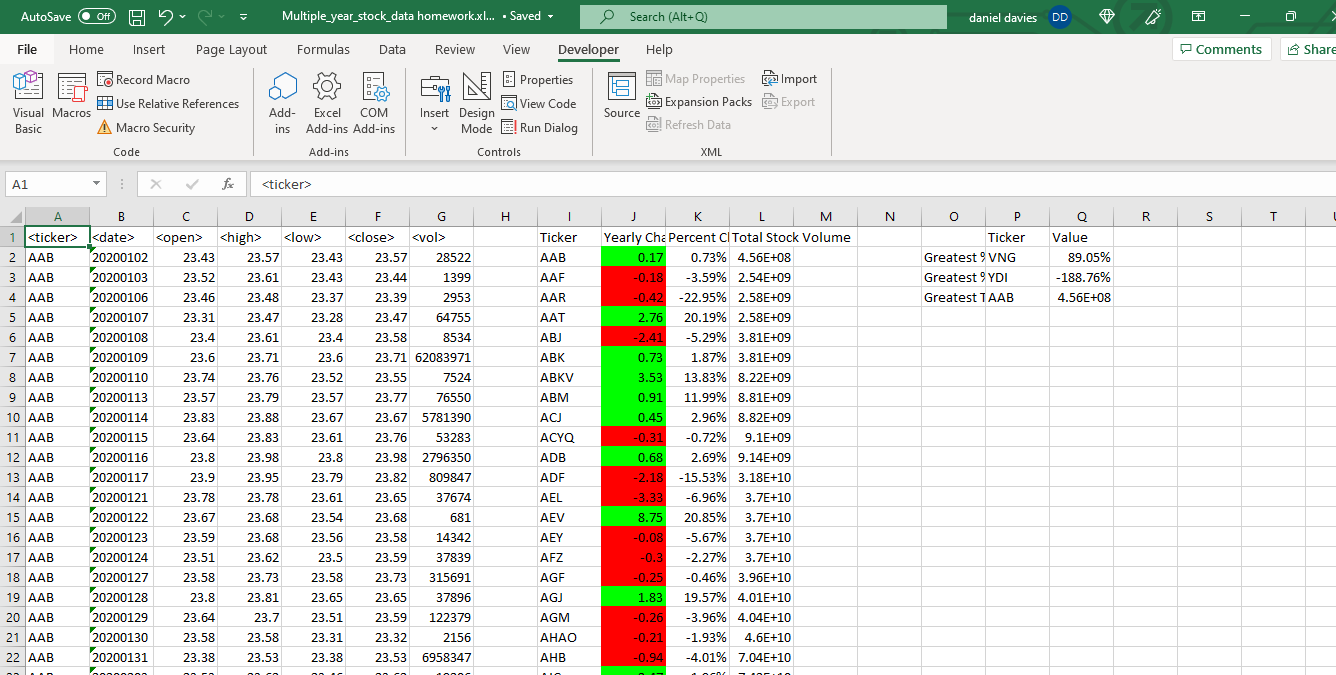 AutoSave Off Multiple_year_stock_data homework.xl... • Saved Search (Alt+Q) daniel davies DD
File Home Insert Page Layout Formulas Data Review View Developer Help Comments Share
Visual Basic Macros Record Macro Use Relative References Macro Security
Add-ins Excel Add-ins COM Add-ins
Insert Design Mode Properties View Code Run Dialog
Source Map Properties Expansion Packs Refresh Data Import Export
Code Add-ins Controls XML
A1 fx <ticker>
A B C D E F G H I J K L M N O P Q R S T
1 <ticker> <date> <open> <high> <low> <close> <vol> Ticker Yearly Cha Percent Cl Total Stock Volume Ticker Value
2 AAB 20200102 23.43 23.57 23.43 23.57 28522 AAB 0.17 0.73% 4.56E+08 Greatest % VNG 89.05%
3 AAB 20200103 23.52 23.61 23.43 23.44 1399 AAF -0.18 -3.59% 2.54E+09 Greatest % YDI -188.76%
4 AAB 20200106 23.46 23.48 23.37 23.39 2953 AAR -0.42 -22.95% 2.58E+09 Greatest T AAB 4.56E+08
5 AAB 20200107 23.31 23.47 23.28 23.47 64755 AAT 2.76 20.19% 2.58E+09
6 AAB 20200108 23.4 23.61 23.4 23.58 8534 ABJ -2.41 -5.29% 3.81E+09
7 AAB 20200109 23.6 23.71 23.6 23.71 62083971 ABK 0.73 1.87% 3.81E+09
8 AAB 20200110 23.74 23.76 23.52 23.55 7524 ABKV 3.53 13.83% 8.22E+09
9 AAB 20200113 23.57 23.79 23.57 23.77 76550 ABM 0.91 11.99% 8.81E+09
10 AAB 20200114 23.83 23.88 23.67 23.67 5781390 ACJ 0.45 2.96% 8.82E+09
11 AAB 20200115 23.64 23.83 23.61 23.76 53283 ACYQ -0.31 -0.72% 9.1E+09
12 AAB 20200116 23.8 23.98 23.8 23.98 2796350 ADB 0.68 2.69% 9.14E+09
13 AAB 20200117 23.9 23.95 23.79 23.82 809847 ADF -2.18 -15.53% 3.18E+10
14 AAB 20200121 23.78 23.78 23.61 23.65 37674 AEL -3.33 -6.96% 3.7E+10
15 AAB 20200122 23.67 23.68 23.54 23.68 681 AEV 8.75 20.85% 3.7E+10
16 AAB 20200123 23.59 23.68 23.56 23.58 14342 AEY -0.08 -5.67% 3.7E+10
17 AAB 20200124 23.51 23.62 23.5 23.59 37839 AFZ -0.3 -2.27% 3.7E+10
18 AAB 20200127 23.58 23.73 23.58 23.73 315691 AGF -0.25 -0.46% 3.96E+10
19 AAB 20200128 23.8 23.81 23.65 23.65 37896 AGJ 1.83 19.57% 4.01E+10
20 AAB 20200129 23.64 23.7 23.51 23.59 122379 AGM -0.26 -3.96% 4.04E+10
21 AAB 20200130 23.58 23.58 23.31 23.32 2156 AHAO -0.21 -1.93% 4.6E+10
22 AAB 20200131 23.38 23.53 23.38 23.53 6958347 AHB -0.94 -4.01% 7.04E+10